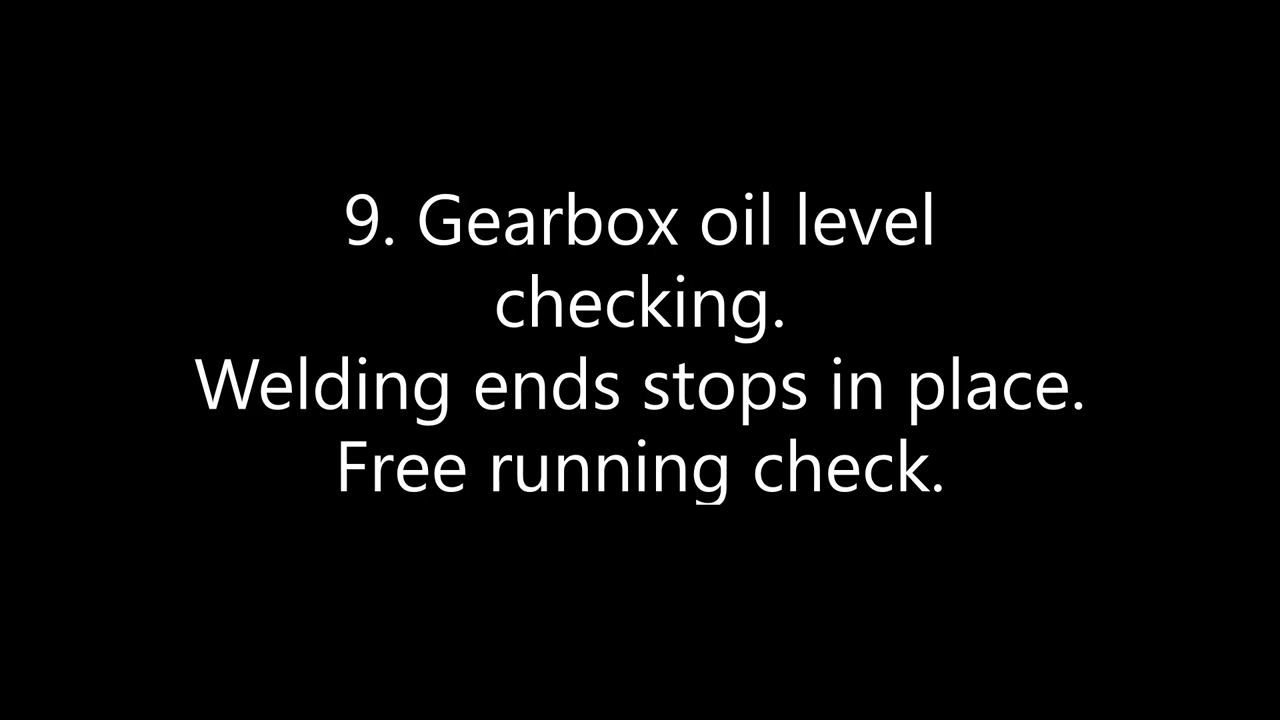 9. Gearbox oil level
checking.
Welding ends stops in place.
Free running check.